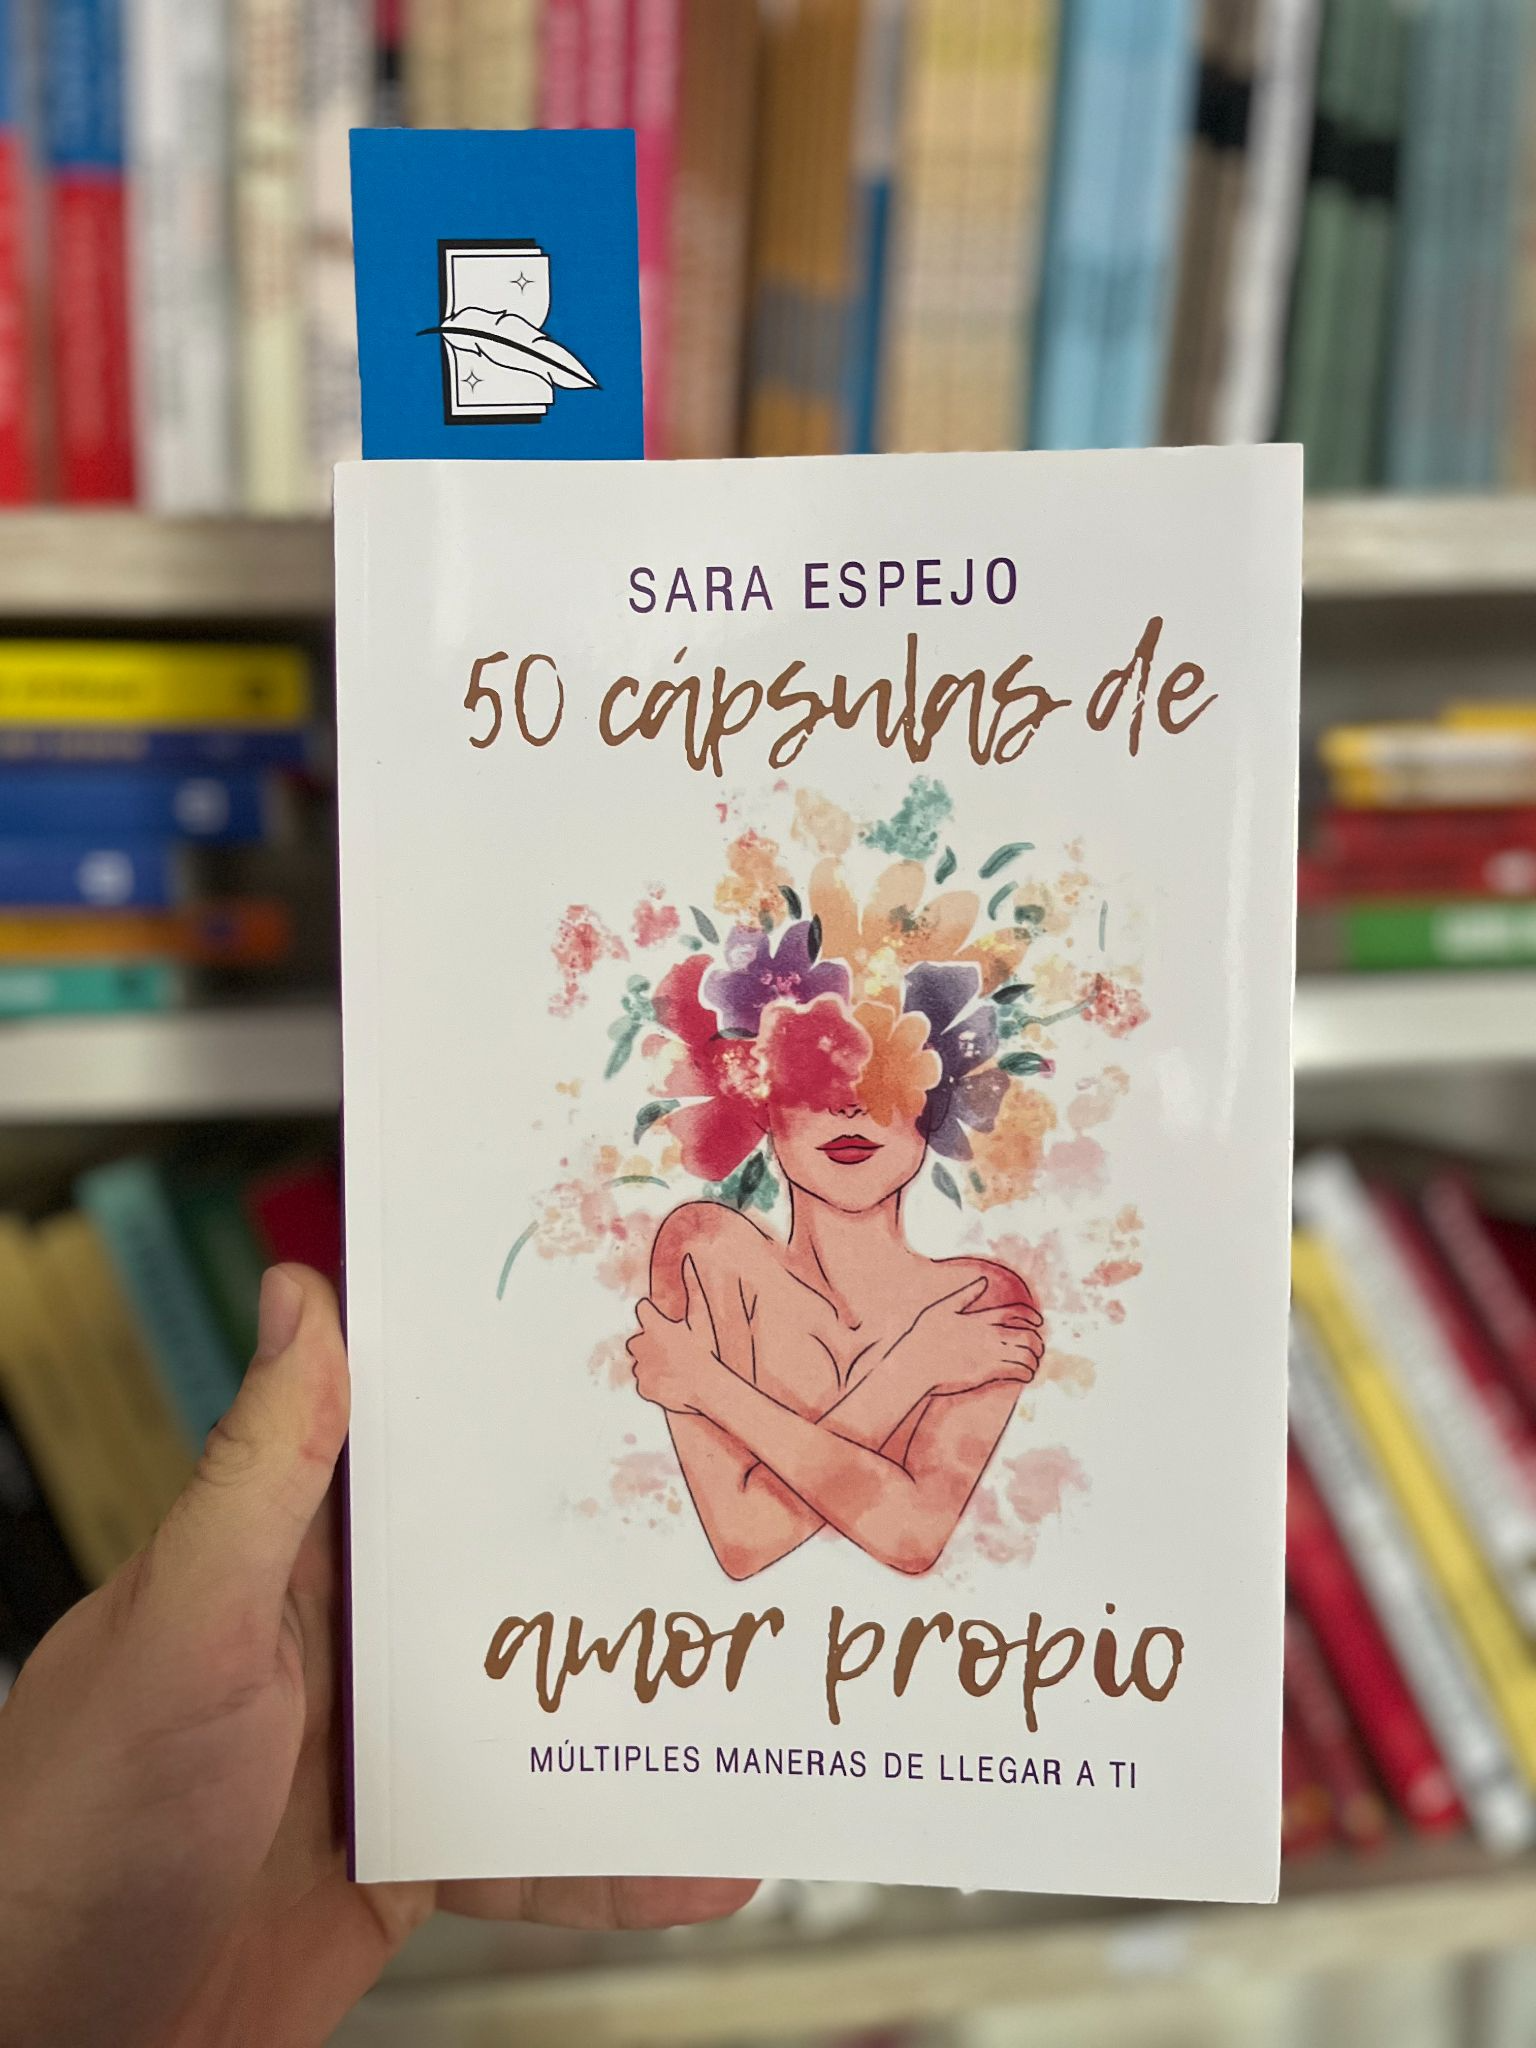 SARA ESPEJO
50 cápsulas de
amor propio
MÚLTIPLES MANERAS DE LLEGAR A TI